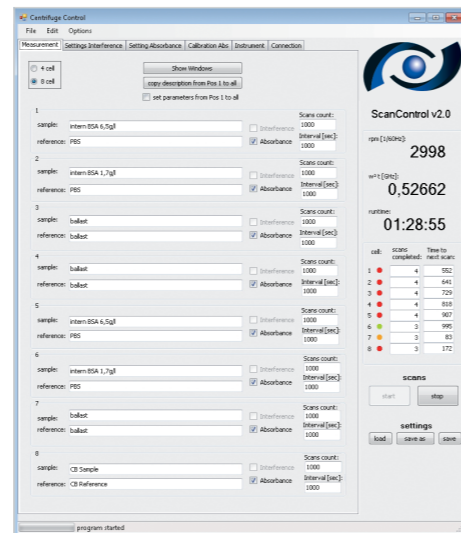 Centrifuge Control
File Edit Options
Measurement Settings Interference Setting Absorbance Calibration Abs Instrument Connection
4 cell
8 cell
Show Windows
copy description from Pos 1 to all
set parameters from Pos 1 to all
1
Scans count:
sample: intern BSA 6,5g/l Interference 1000
Interval [sec]:
reference: PBS Absorbance 1000
2
Scans count:
sample: intern BSA 1,7g/l Interference 1000
Interval [sec]:
reference: PBS Absorbance 1000
3
Scans count:
sample: ballast Interference 1000
Interval [sec]:
reference: ballast Absorbance 1000
4
Scans count:
sample: ballast Interference 1000
Interval [sec]:
reference: ballast Absorbance 1000
5
Scans count:
sample: intern BSA 6,5g/l Interference 1000
Interval [sec]:
reference: PBS Absorbance 1000
6
Scans count:
sample: intern BSA 1,7g/l Interference 1000
Interval [sec]:
reference: PBS Absorbance 1000
7
Scans count:
sample: ballast Interference 1000
Interval [sec]:
reference: ballast Absorbance 1000
8
Scans count:
sample: CB Sample Interference 1000
Interval [sec]:
reference: CB Reference Absorbance 1000
ScanControl v2.0
rpm [1/60Hz]:
2998
w²*t [GHz]:
0,52662
runtime:
01:28:55
cell: scans completed: Time to next scan:
1 4 552
2 4 641
3 4 729
4 4 818
5 4 907
6 3 995
7 3 83
8 3 172
scans
start stop
settings
load save as save
program started